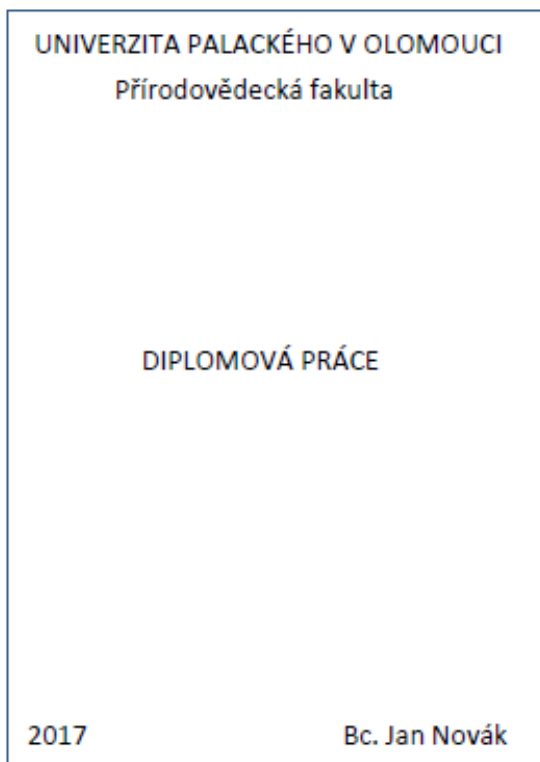 UNIVERZITA PALACKÉHO V OLOMOUCI
Přírodovědecká fakulta
DIPLOMOVÁ PRÁCE
2017 Bc. Jan Novák